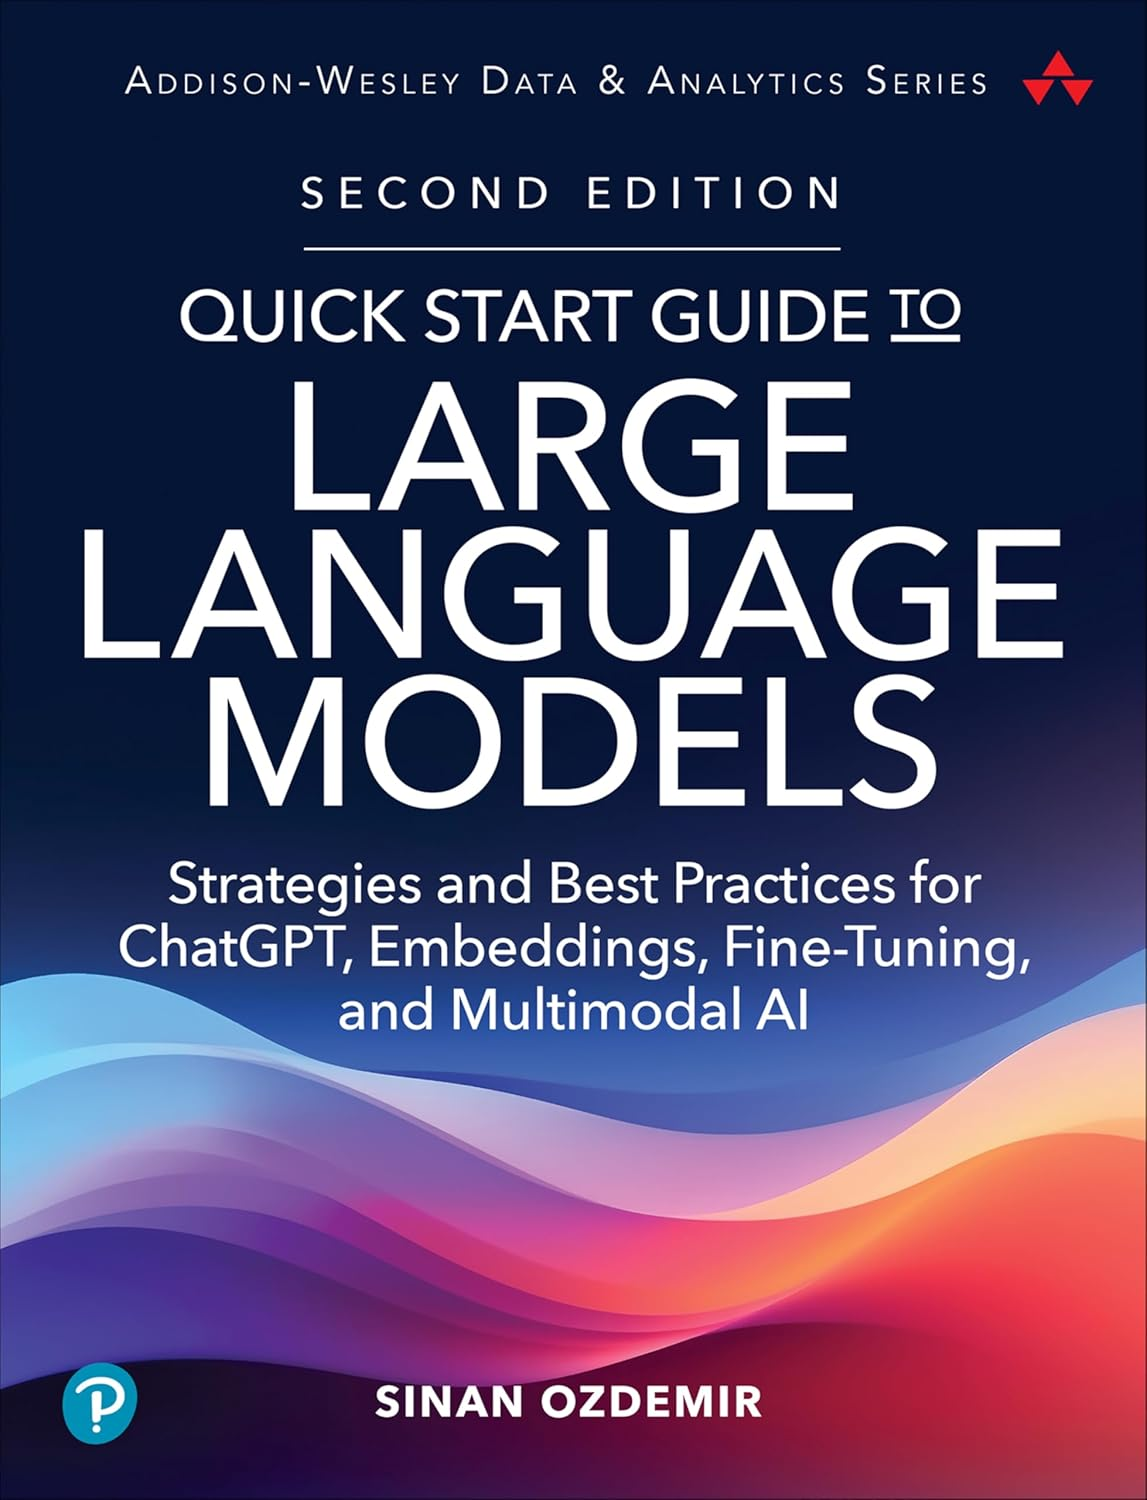 ADDISON-WESLEY DATA & ANALYTICS SERIES
SECOND EDITION
QUICK START GUIDE TO
LARGE
LANGUAGE
MODELS
Strategies and Best Practices for
ChatGPT, Embeddings, Fine-Tuning,
and Multimodal AI
SINAN OZDEMIR